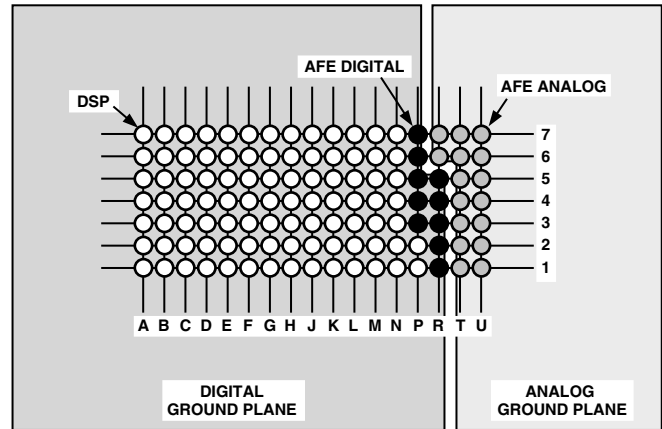 AFE DIGITAL
DSP
AFE ANALOG
7
6
5
4
3
2
1
A B C D E F G H J K L M N P R T U
DIGITAL
GROUND PLANE
ANALOG
GROUND PLANE